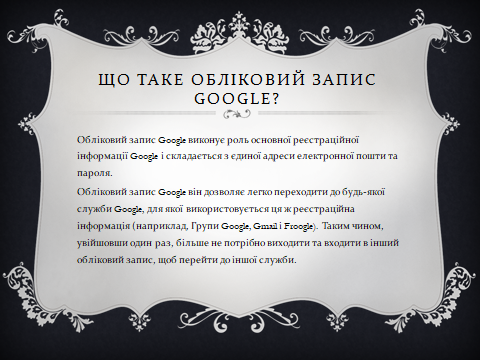 ЩО ТАКЕ ОБЛІКОВИЙ ЗАПИС
GOOGLE?
Обліковий запис Google виконує роль основної реєстраційної
інформації Google і складається з єдиної адреси електронної пошти та
пароля.
Обліковий запис Google він дозволяє легко переходити до будь-якої
служби Google, для якої використовується ця ж реєстраційна
інформація (наприклад, Групи Google, Gmail і Froogle). Таким чином,
увійшовши один раз, більше не потрібно виходити та входити в інший
обліковий запис, щоб перейти до іншої служби.